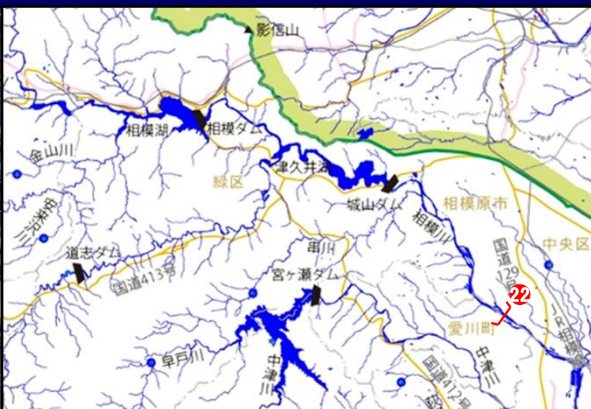 影信山
相模湖
相模ダム
金山川
津久井湖
緑区
城山ダム
相模川
相模原市
中央区
国道129号
道志ダム
国道413号
串川
宮ヶ瀬ダム
22
愛川町
早戸川
中津川
中津川
国道412号